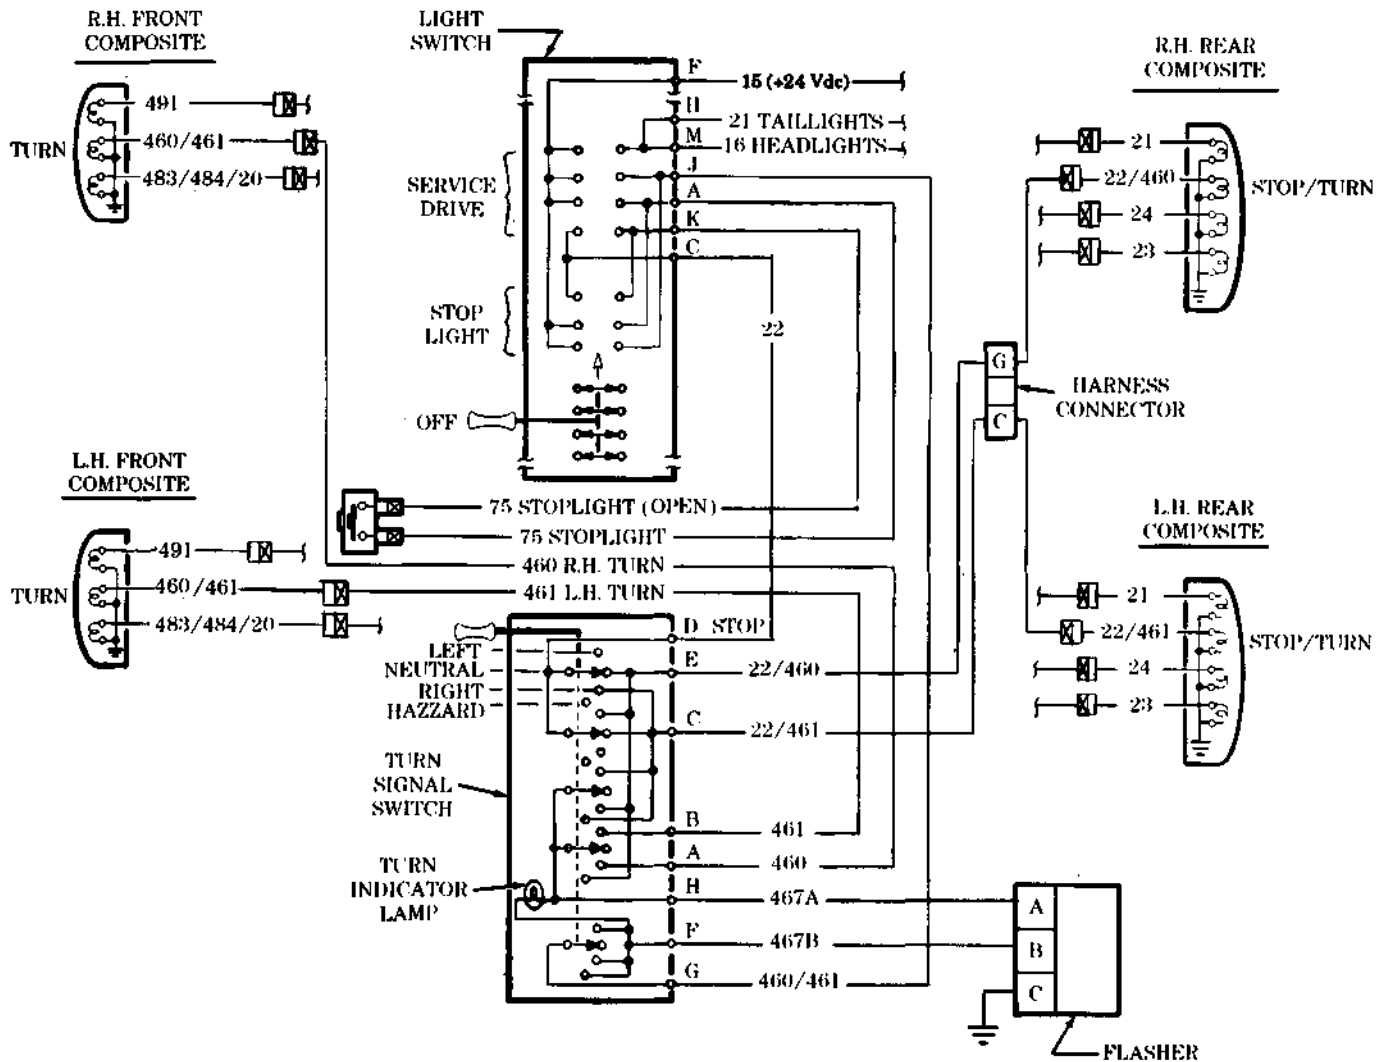 R.H. FRONT
COMPOSITE
491
460/461
TURN
483/484/20
LIGHT
SWITCH
F
15 (+24 Vdc)
H
21 TAILLIGHTS
M
16 HEADLIGHTS
J
A
K
C
SERVICE
DRIVE
STOP
LIGHT
OFF
22
R.H. REAR
COMPOSITE
21
22/460
STOP/TURN
24
23
G
C
HARNESS
CONNECTOR
L.H. FRONT
COMPOSITE
491
460/461
TURN
483/484/20
75 STOPLIGHT (OPEN)
75 STOPLIGHT
460 R.H. TURN
461 L.H. TURN
L.H. REAR
COMPOSITE
21
22/461
STOP/TURN
24
23
D STOP
LEFT
NEUTRAL
RIGHT
HAZZARD
E
22/460
C
22/461
TURN
SIGNAL
SWITCH
B
461
A
460
TURN
INDICATOR
LAMP
H
467A
F
467B
G
460/461
A
B
C
FLASHER